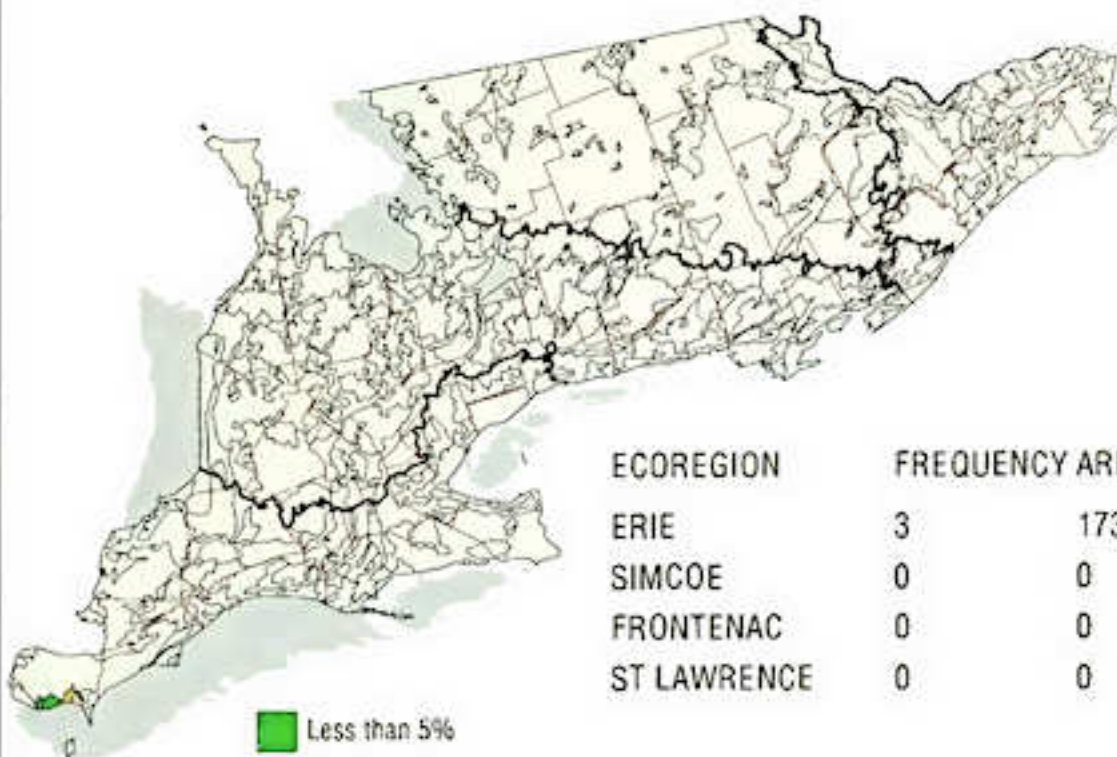 ECOREGION FREQUENCY
ERIE 3
SIMCOE 0 0
FRONTENAC 0 0
ST LAWRENCE 0 0
Less than 5%